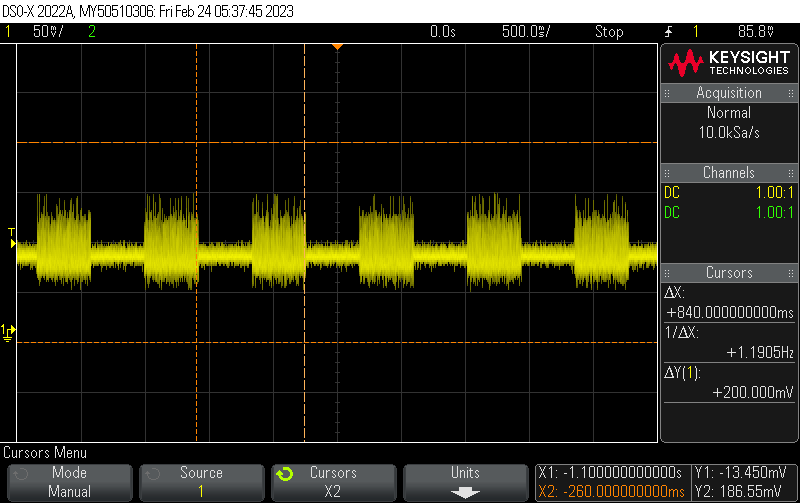 DSO-X 2022A, MY50510306: Fri Feb 24 05:37:45 2023
1 50%/ 2 0.0s 500.0%/ Stop 1 85.8%
KEYSIGHT
TECHNOLOGIES
Acquisition
Normal
10.0kSa/s
Channels
DC 1.00:1
DC 1.00:1
Cursors
ΔX:
+840.000000000ms
1/ΔX:
+1.1905Hz
ΔY(1):
+200.000mV
T
1
Cursors Menu
Mode
Manual
Source
1
Cursors
X2
Units
X1: -1.100000000000s Y1: -13.450mV
X2: -260.000000000ms Y2: 186.55mV